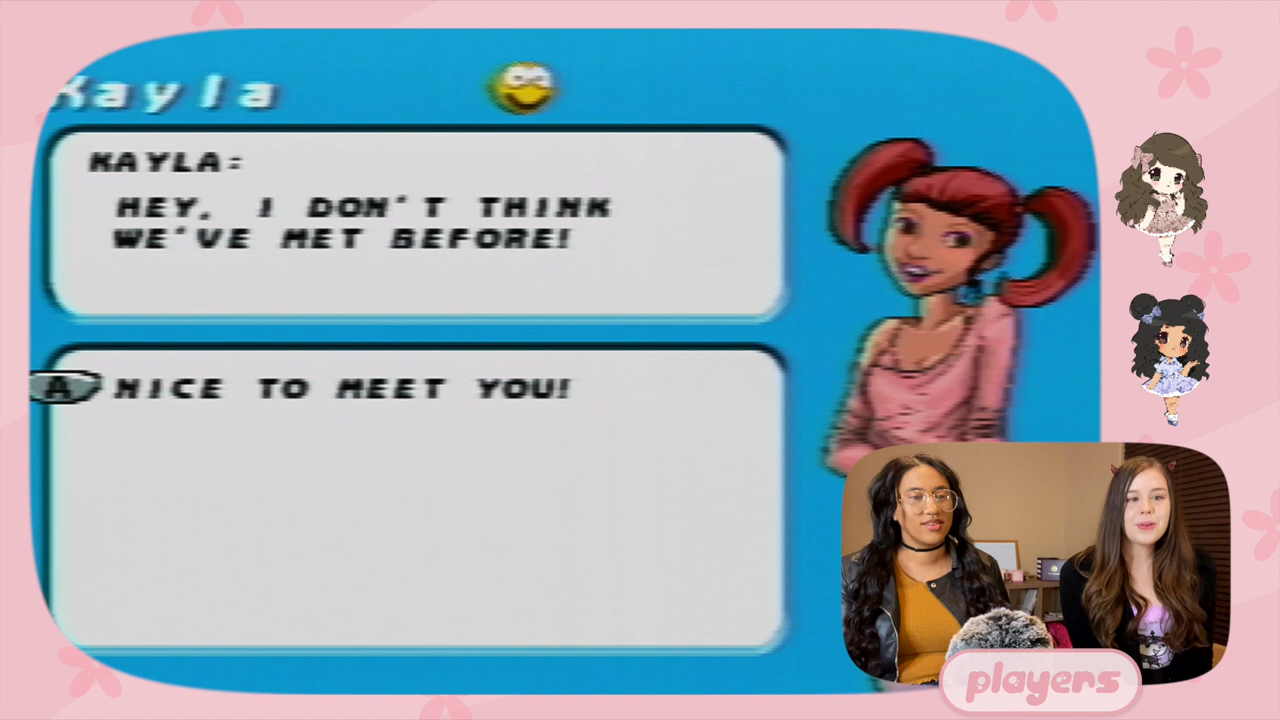 Kayla
KAYLA:
HEY, I DON'T THINK
WE'VE MET BEFORE!
A NICE TO MEET YOU!
players